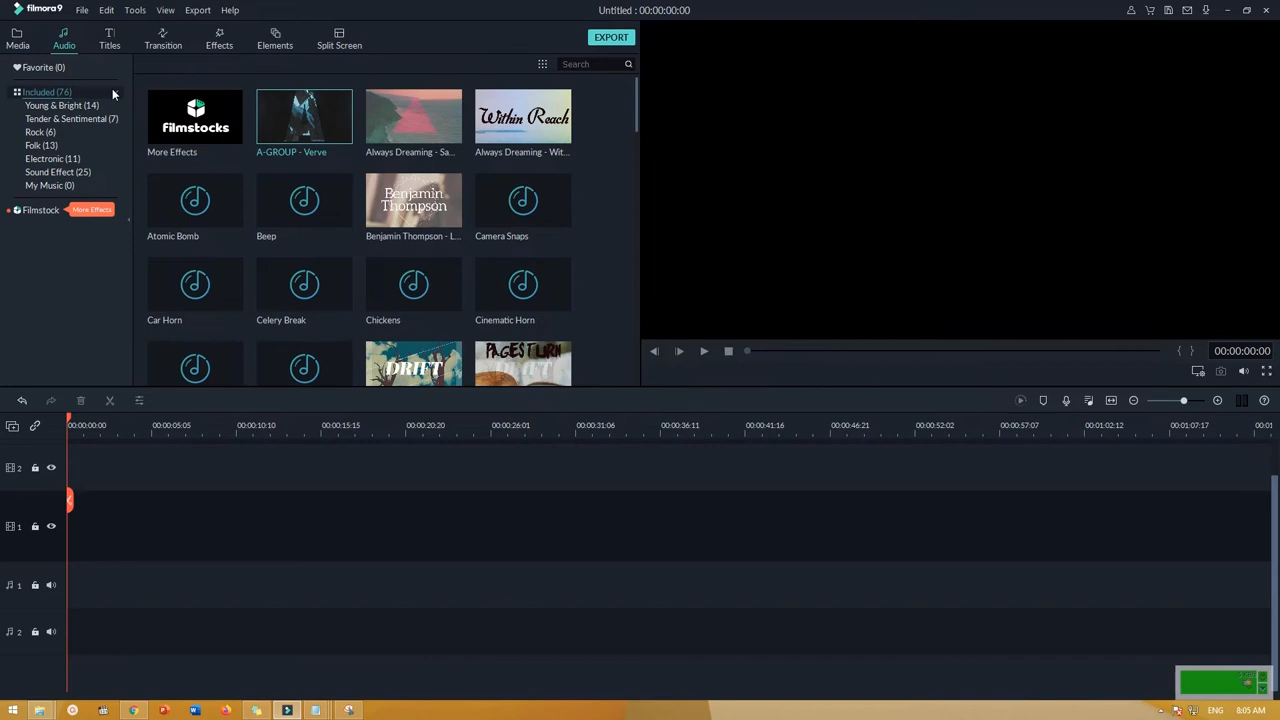 filmora9 File Edit Tools View Export Help Untitled : 00:00:00:00
Media Audio Titles Transition Effects Elements Split Screen EXPORT
Favorite (0)
Search
Included (76)
Young & Bright (14)
Tender & Sentimental (7)
Rock (6)
Folk (13)
Electronic (11)
Sound Effect (25)
My Music (0)
Filmstock More Effects
filmstocks
Within Reach
More Effects A-GROUP - Verve Always Dreaming - Sa... Always Dreaming - Wit...
Benjamin
Thompson
Atomic Bomb Beep Benjamin Thompson - L... Camera Snaps
Car Horn Celery Break Chickens Cinematic Horn
DRIFT
PAGES TURN
DRIFT
00:00:00:00
00:00:00:00 00:00:05:05 00:00:10:10 00:00:15:15 00:00:20:20 00:00:26:01 00:00:31:06 00:00:36:11 00:00:41:16 00:00:46:21 00:00:52:02 00:00:57:07 00:01:02:12 00:01:07:17 00:01
2
1
1
2
ENG 8:05 AM